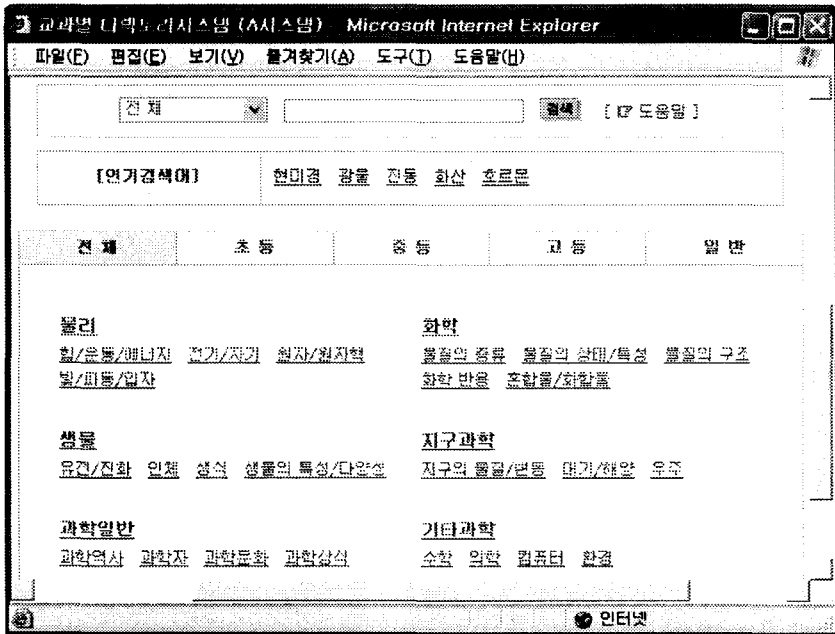 교과별 디렉토리시스템 (A시스템) - Microsoft Internet Explorer
파일(F) 편집(E) 보기(V) 즐겨찾기(A) 도구(T) 도움말(H)
전 체 검색 [ ☞ 도움말 ]
[인기검색어] 현미경 광물 진동 화산 호르몬
전 체 초 등 중 등 고 등 일 반
물리 화학
힘/운동/에너지 전기/자기 원자/원자핵 물질의 종류 물질의 상태/특성 물질의 구조
빛/파동/입자 화학 반응 혼합물/화합물
생물 지구과학
유전/진화 인체 생식 생물의 특성/다양성 지구의 물질/변동 대기/해양 우주
과학일반 기타과학
과학역사 과학자 과학문화 과학상식 수학 의학 컴퓨터 환경
인터넷